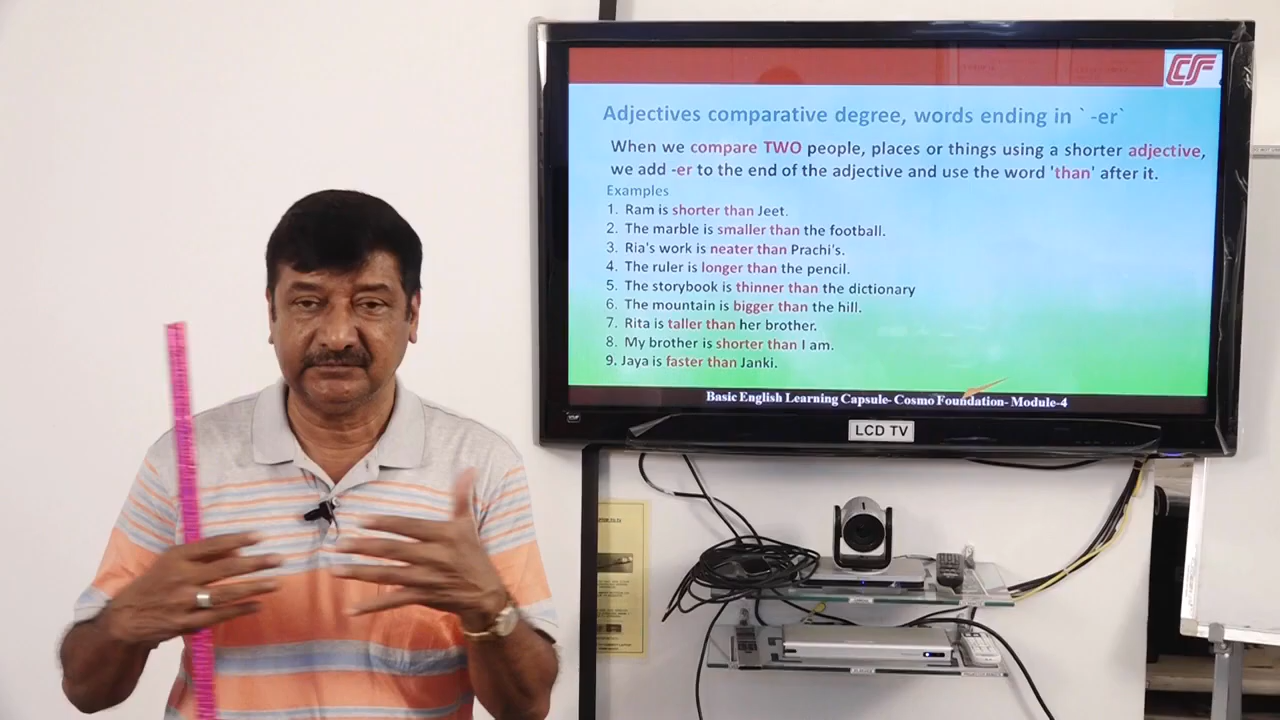 CF
Adjectives comparative degree, words ending in ` -er`
When we compare TWO people, places or things using a shorter adjective,
we add -er to the end of the adjective and use the word 'than' after it.
Examples
1. Ram is shorter than Jeet.
2. The marble is smaller than the football.
3. Ria's work is neater than Prachi's.
4. The ruler is longer than the pencil.
5. The storybook is thinner than the dictionary
6. The mountain is bigger than the hill.
7. Rita is taller than her brother.
8. My brother is shorter than I am.
9. Jaya is faster than Janki.
Basic English Learning Capsule- Cosmo Foundation- Module-4
LCD TV